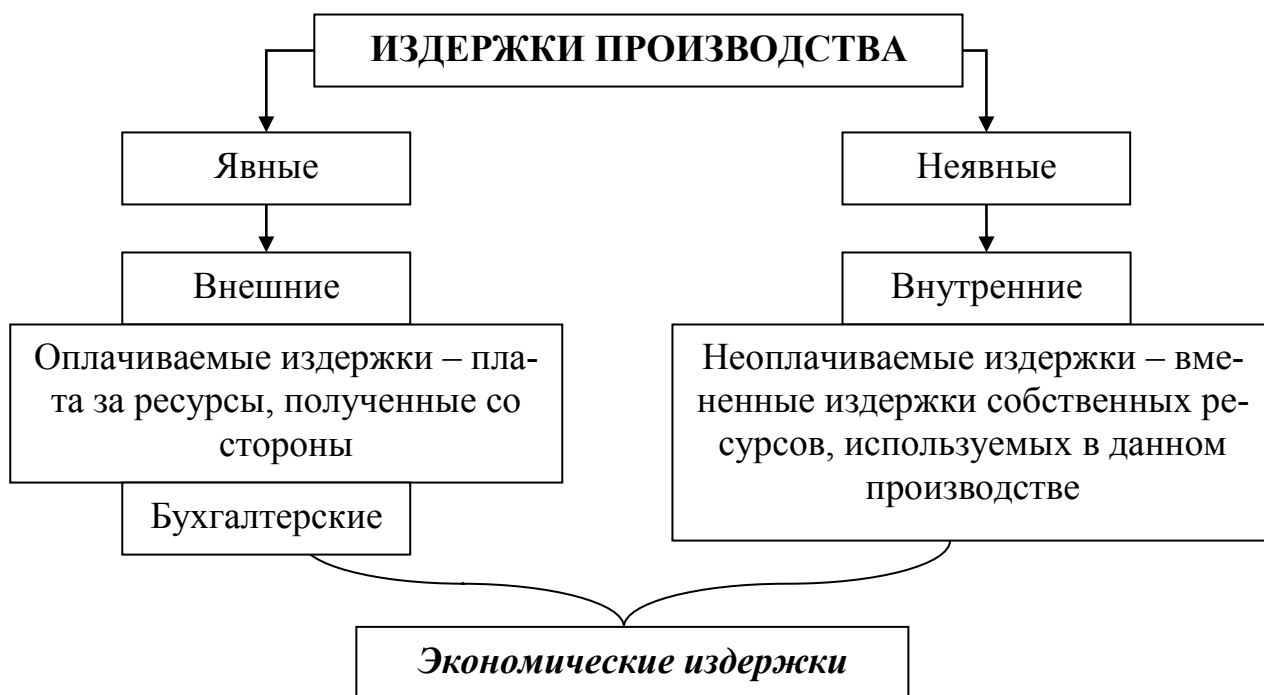 ИЗДЕРЖКИ ПРОИЗВОДСТВА
Явные
Неявные
Внешние
Внутренние
Оплачиваемые издержки – пла-
та за ресурсы, полученные со
стороны
Неоплачиваемые издержки – вме-
ненные издержки собственных ре-
сурсов, используемых в данном
производстве
Бухгалтерские
Экономические издержки